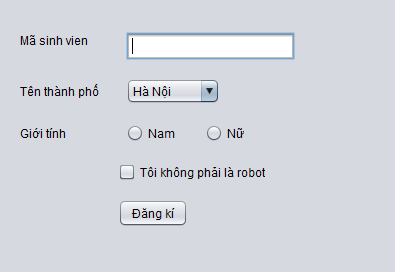 Mã sinh vien
Tên thành phố Hà Nội
Giới tính Nam Nữ
Tôi không phải là robot
Đăng kí